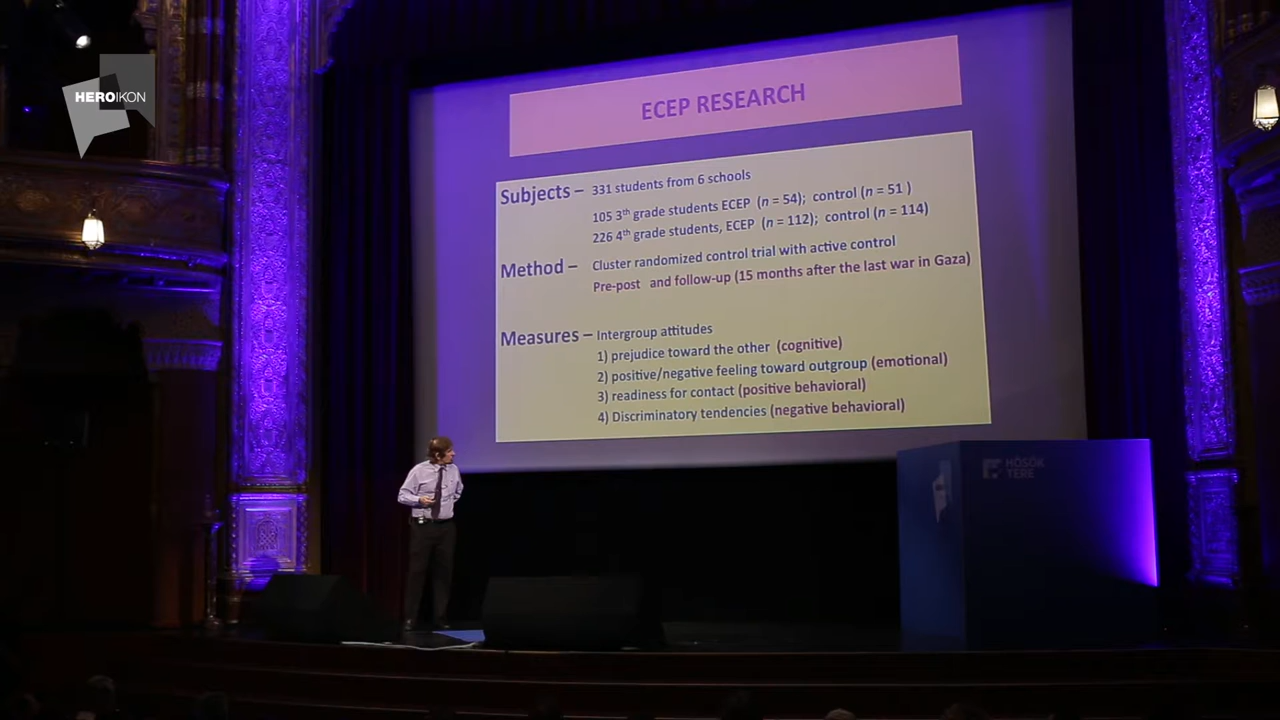 HEROIKON
ECEP RESEARCH
Subjects – 331 students from 6 schools
105 3th grade students ECEP (n = 54); control (n = 51 )
226 4th grade students, ECEP (n = 112); control (n = 114)
Method – Cluster randomized control trial with active control
Pre-post and follow-up (15 months after the last war in Gaza)
Measures – Intergroup attitudes
1) prejudice toward the other (cognitive)
2) positive/negative feeling toward outgroup (emotional)
3) readiness for contact (positive behavioral)
4) Discriminatory tendencies (negative behavioral)
HŐSÖK
TERE